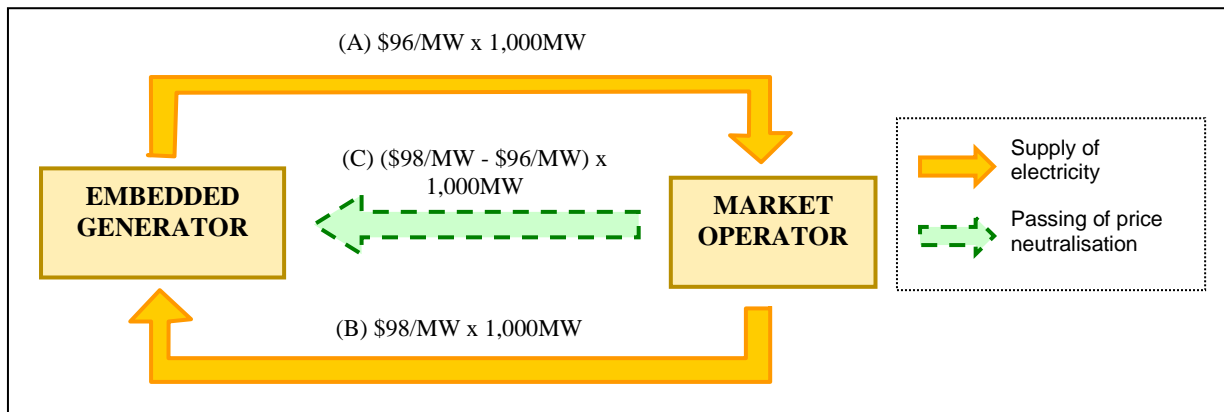 (A) $96/MW x 1,000MW
(C) ($98/MW - $96/MW) x
1,000MW
EMBEDDED
GENERATOR
MARKET
OPERATOR
(B) $98/MW x 1,000MW
Supply of
electricity
Passing of price
neutralisation